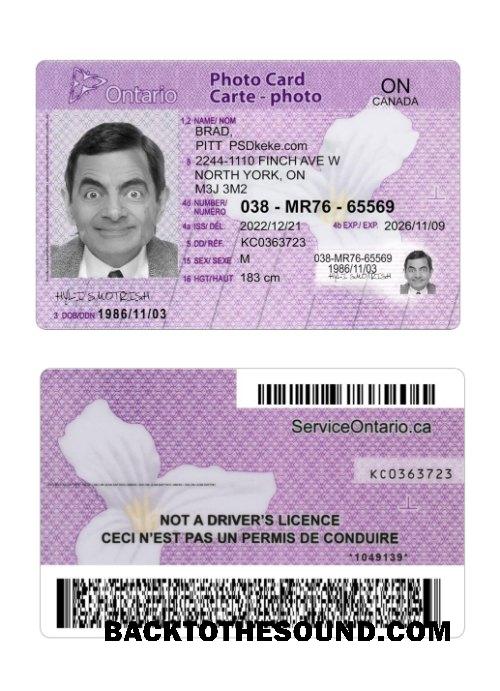 Ontario
Photo Card
Carte - photo
ON
CANADA
1,2 NAME/ NOM
BRAD,
PITT PSDkeke.com
8 2244-1110 FINCH AVE W
NORTH YORK, ON
M3J 3M2
4d NUMBER/ NUMÉRO 038 - MR76 - 65569
4a ISS/ DÉL 2022/12/21 4b EXP./ EXP. 2026/11/09
5 DD/ RÉF. KC0363723
15 SEX/ SEXE M
16 HGT/HAUT 183 cm
038-MR76-65569
1986/11/03
HYL-I SMOTRISH
HYL-I SMOTRISH
3 DOB/DDN 1986/11/03
ServiceOntario.ca
KC0363723
NOT A DRIVER'S LICENCE
CECI N'EST PAS UN PERMIS DE CONDUIRE
*1049139*
BACKTOTHESOUND.COM